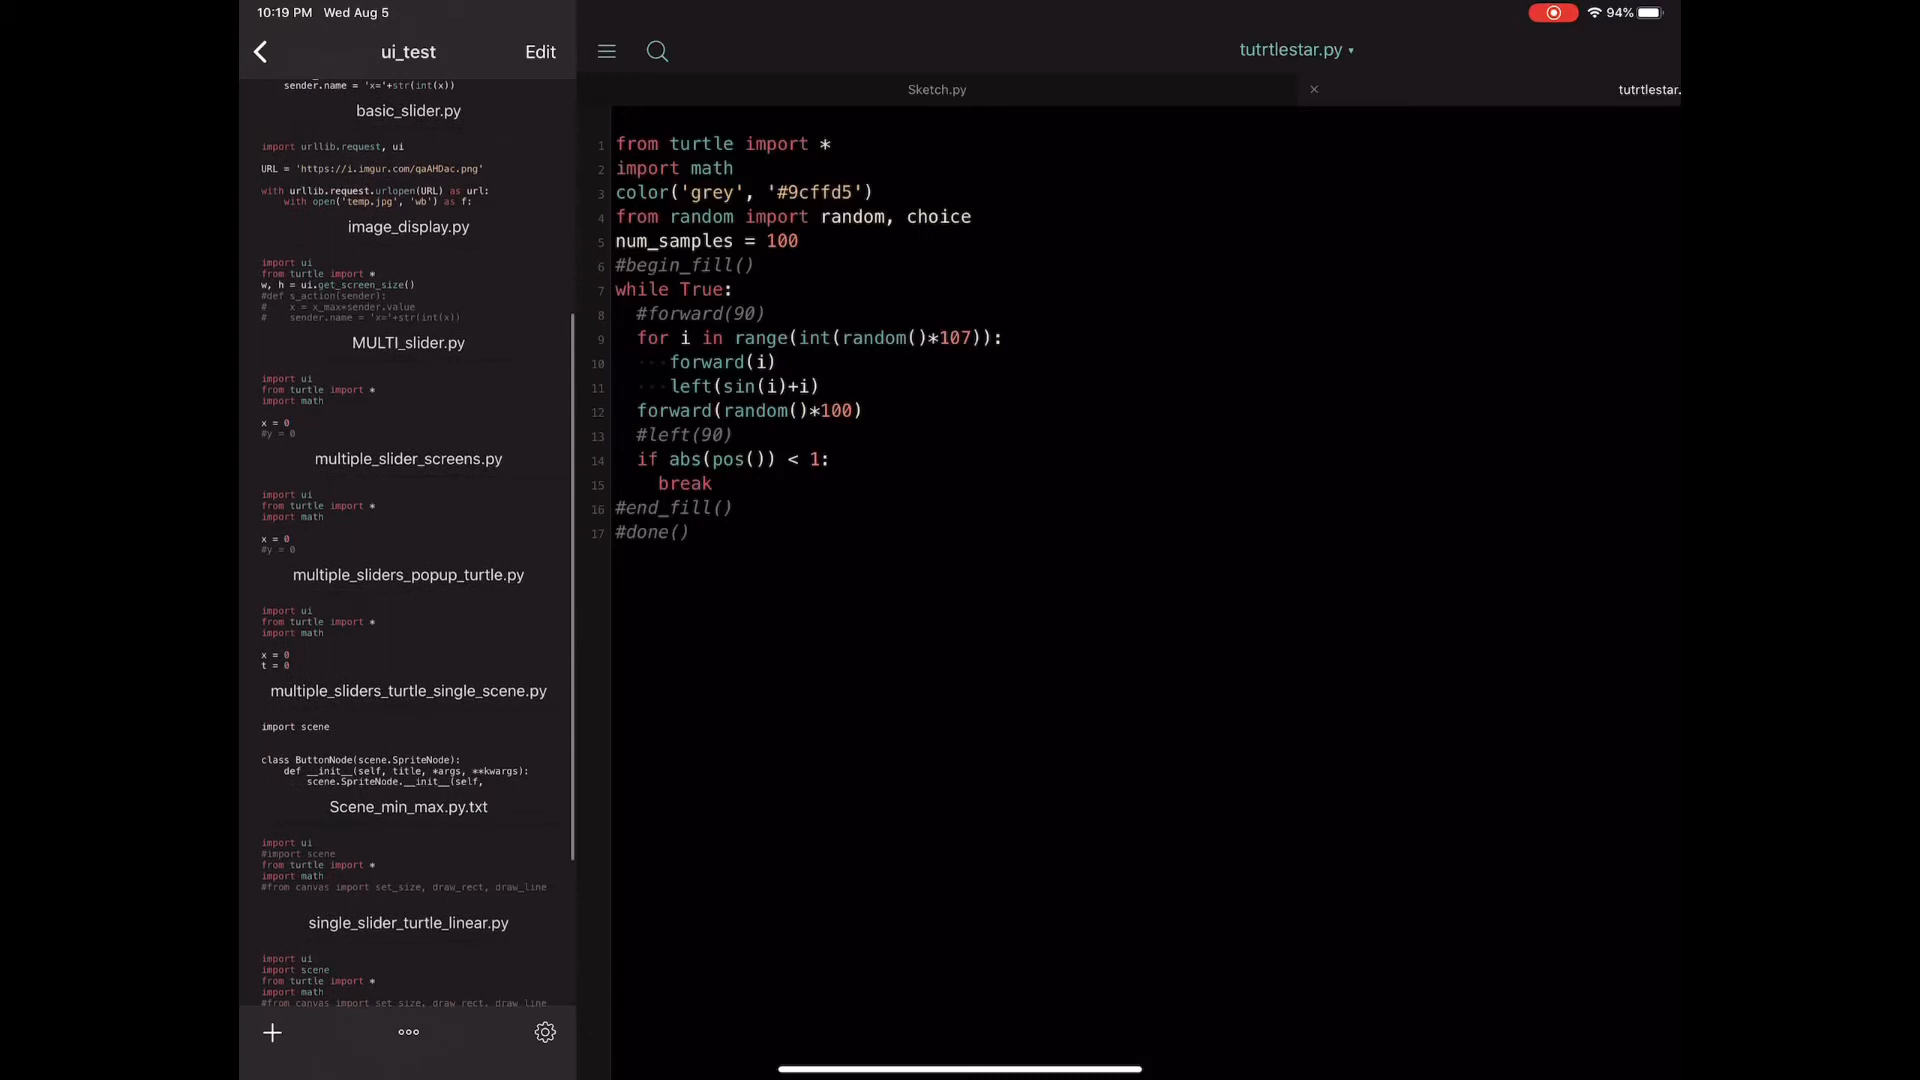 10:19 PM Wed Aug 5
94%
ui_test
Edit
sender.name = 'x='+str(int(x))
basic_slider.py
import urllib.request, ui
URL = 'https://i.imgur.com/qaAHDac.png'
with urllib.request.urlopen(URL) as url:
with open('temp.jpg', 'wb') as f:
image_display.py
import ui
from turtle import *
w, h = ui.get_screen_size()
#def s_action(sender):
# x = x_max*sender.value
# sender.name = 'x='+str(int(x))
MULTI_slider.py
import ui
from turtle import *
import math
x = 0
#y = 0
multiple_slider_screens.py
import ui
from turtle import *
import math
x = 0
#y = 0
multiple_sliders_popup_turtle.py
import ui
from turtle import *
import math
x = 0
t = 0
multiple_sliders_turtle_single_scene.py
import scene
class ButtonNode(scene.SpriteNode):
def __init__(self, title, *args, **kwargs):
scene.SpriteNode.__init__(self,
Scene_min_max.py.txt
import ui
#import scene
from turtle import *
import math
#from canvas import set_size, draw_rect, draw_line
single_slider_turtle_linear.py
import ui
import scene
from turtle import *
import math
#from canvas import set_size, draw_rect, draw_line
tutrtlestar.py
Sketch.py
tutrtlestar.
1 from turtle import *
2 import math
3 color('grey', '#9cffd5')
4 from random import random, choice
5 num_samples = 100
6 #begin_fill()
7 while True:
8 #forward(90)
9 for i in range(int(random()*107)):
10 forward(i)
11 left(sin(i)+i)
12 forward(random()*100)
13 #left(90)
14 if abs(pos()) < 1:
15 break
16 #end_fill()
17 #done()